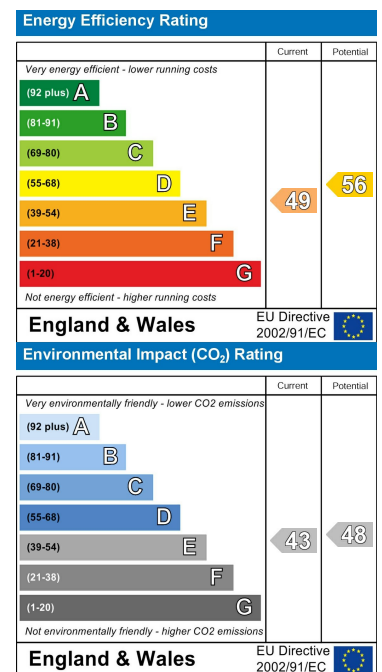 Energy Efficiency Rating
Current Potential
Very energy efficient - lower running costs
(92 plus) A
(81-91) B
(69-80) C
(55-68) D
(39-54) E
(21-38) F
(1-20) G
49
56
Not energy efficient - higher running costs
England & Wales
EU Directive
2002/91/EC
Environmental Impact (CO₂) Rating
Current Potential
Very environmentally friendly - lower CO2 emissions
(92 plus) A
(81-91) B
(69-80) C
(55-68) D
(39-54) E
(21-38) F
(1-20) G
43
48
Not environmentally friendly - higher CO2 emissions
England & Wales
EU Directive
2002/91/EC